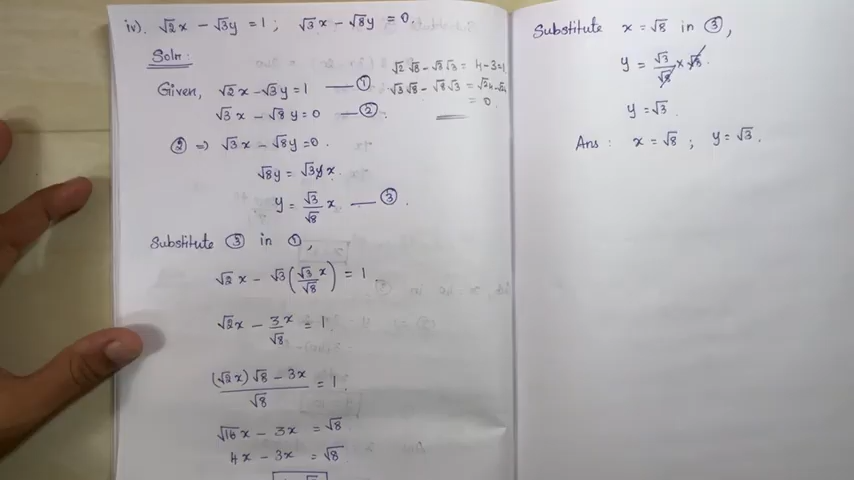 iv). √2x − √3y = 1 ; √3x − √8y = 0.
Soln:
√2 √8 − √3 √3 = 4 − 3 = 1.
Given, √2x − √3y = 1 —— ①
√3 √8 − √8 √3 = √24 − √24
√3x − √8y = 0 —— ②.
= 0.
② => √3x − √8y = 0.
√8y = √3x.
y = √3/√8 x —— ③.
Substitute ③ in ①,
√2x − √3(√3x/√8) = 1
√2x − 3x/√8 = 1.
(√2x)√8 − 3x/√8 = 1.
√16x − 3x = √8
4x − 3x = √8
Substitute x = √8 in ③,
y = √3/√8 × √8.
y = √3.
Ans : x = √8 ; y = √3.